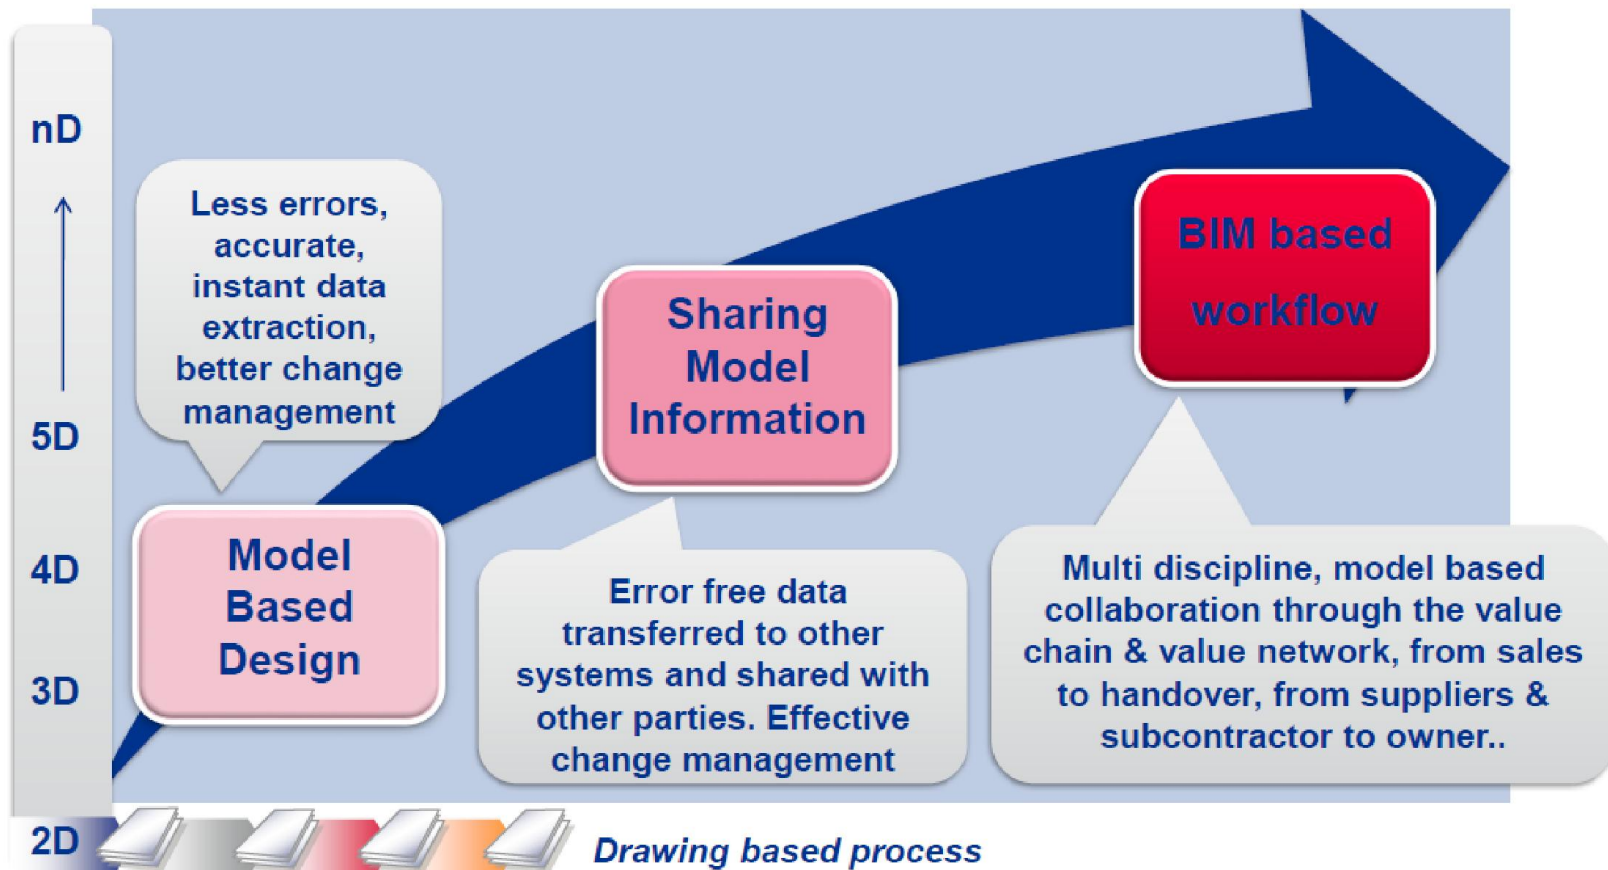 nD
5D
4D
3D
2D
Less errors,
accurate,
instant data
extraction,
better change
management
Model
Based
Design
Sharing
Model
Information
Error free data
transferred to other
systems and shared with
other parties. Effective
change management
BIM based
workflow
Multi discipline, model based
collaboration through the value
chain & value network, from sales
to handover, from suppliers &
subcontractor to owner..
Drawing based process